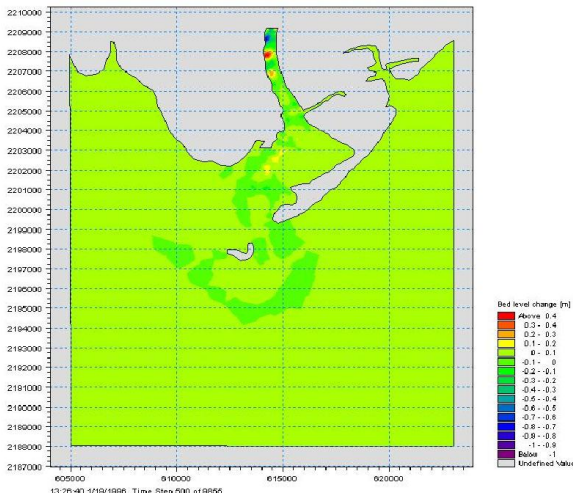 2210000
2209000
2208000
2207000
2206000
2205000
2204000
2203000
2202000
2201000
2200000
2199000
2198000
2197000
2196000
2195000
2194000
2193000
2192000
2191000
2190000
2189000
2188000
2187000
605000 610000 615000 620000
13:26:40 1/19/1996 Time Step 500 of 9855
Bed level change [m]
Above 0.4
0.3 - 0.4
0.2 - 0.3
0.1 - 0.2
0 - 0.1
-0.1 - 0
-0.2 - -0.1
-0.3 - -0.2
-0.4 - -0.3
-0.5 - -0.4
-0.6 - -0.5
-0.7 - -0.6
-0.8 - -0.7
-0.9 - -0.8
-1 - -0.9
Below -1
Undefined Value